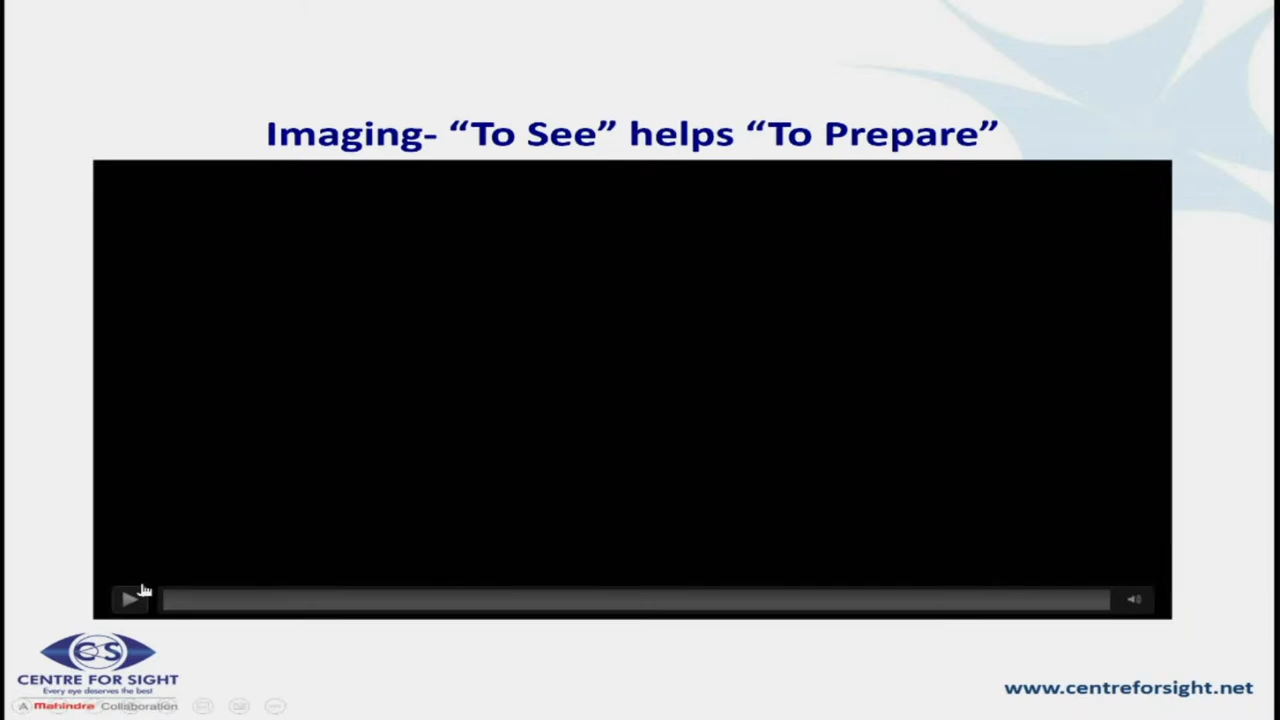 Imaging- “To See” helps “To Prepare”
CS
CENTRE FOR SIGHT
Every eye deserves the best
A Mahindra Collaboration
www.centreforsight.net